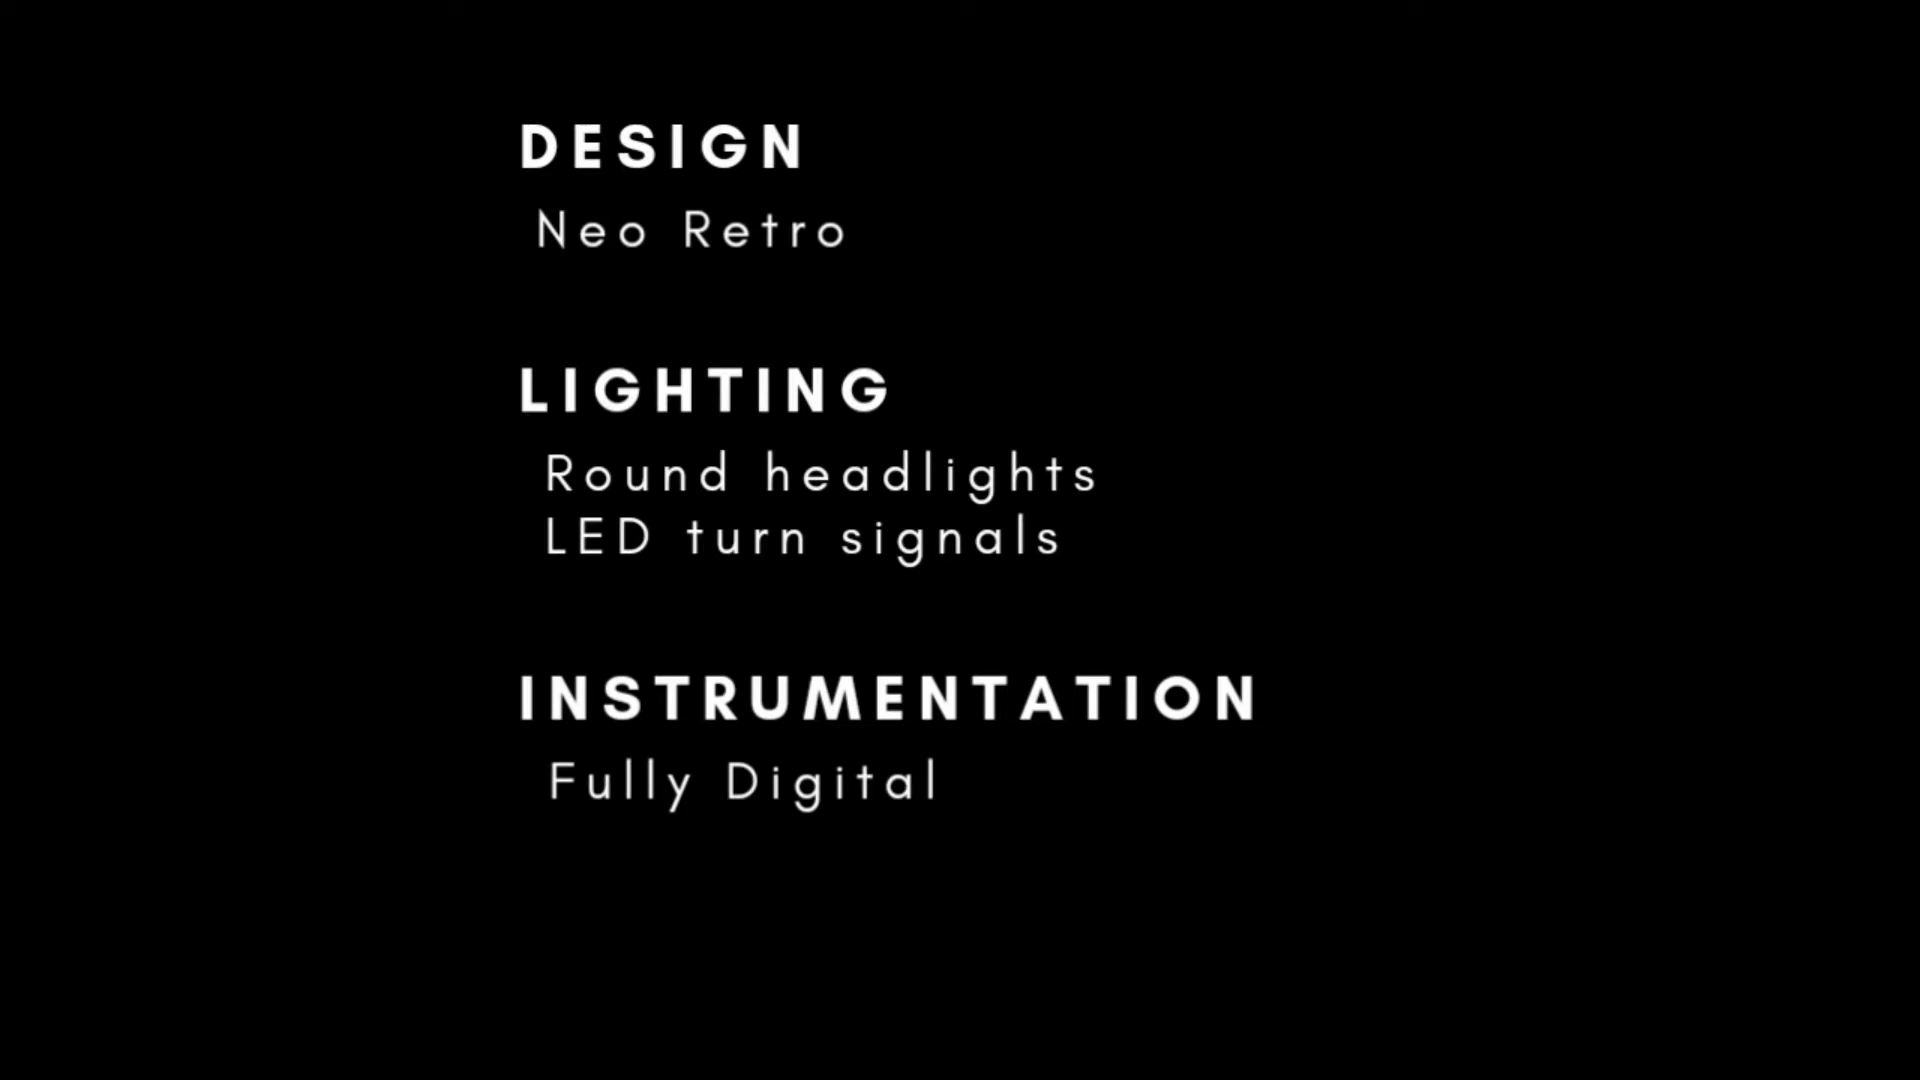 DESIGN
Neo Retro
LIGHTING
Round headlights
LED turn signals
INSTRUMENTATION
Fully Digital